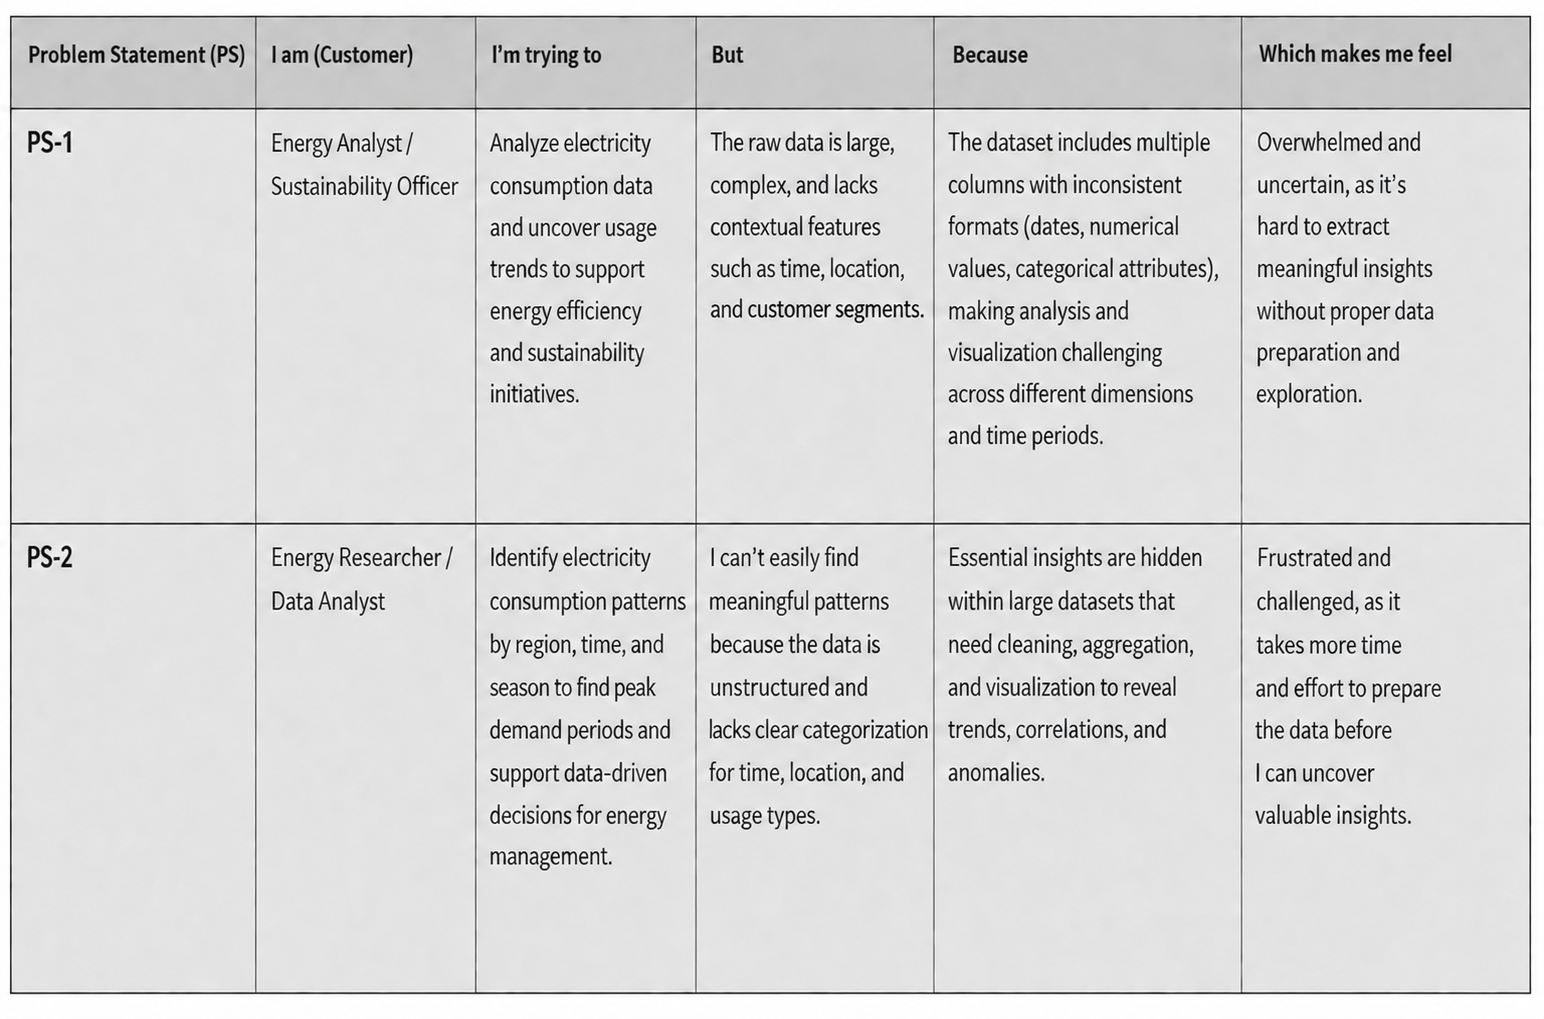 Problem Statement (PS)
I am (Customer)
I'm trying to
But
Because
Which makes me feel
PS-1
Energy Analyst /
Sustainability Officer
Analyze electricity
consumption data
and uncover usage
trends to support
energy efficiency
and sustainability
initiatives.
The raw data is large,
complex, and lacks
contextual features
such as time, location,
and customer segments.
The dataset includes multiple
columns with inconsistent
formats (dates, numerical
values, categorical attributes),
making analysis and
visualization challenging
across different dimensions
and time periods.
Overwhelmed and
uncertain, as it's
hard to extract
meaningful insights
without proper data
preparation and
exploration.
PS-2
Energy Researcher /
Data Analyst
Identify electricity
consumption patterns
by region, time, and
season to find peak
demand periods and
support data-driven
decisions for energy
management.
I can't easily find
meaningful patterns
because the data is
unstructured and
lacks clear categorization
for time, location, and
usage types.
Essential insights are hidden
within large datasets that
need cleaning, aggregation,
and visualization to reveal
trends, correlations, and
anomalies.
Frustrated and
challenged, as it
takes more time
and effort to prepare
the data before
I can uncover
valuable insights.